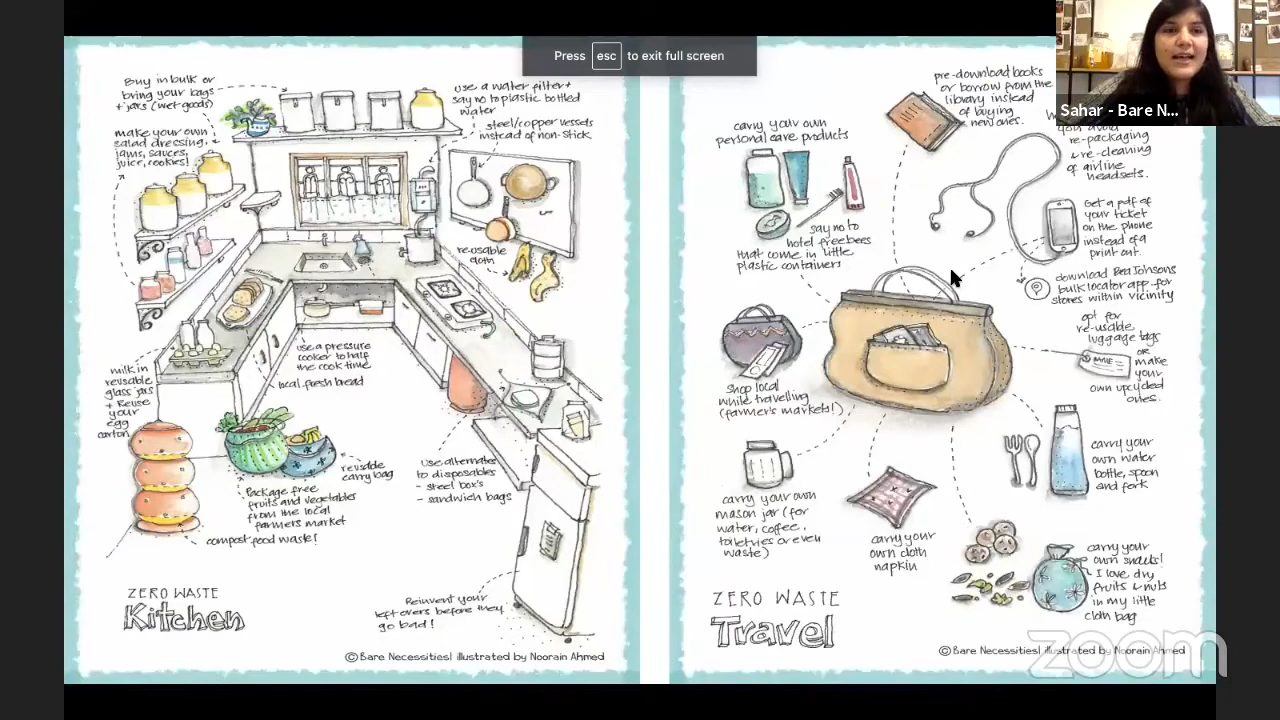 Press esc to exit full screen
Sahar - Bare N...
Buy in bulk or
bring your bags
+ jars (wet goods)
make your own
salad dressing,
jams, sauces,
juice, cookies!
use a water filter +
say no to plastic bottled
water
steel/copper vessels
instead of non-stick
re-usable
cloth
use a pressure
cooker to half
the cook time
local fresh bread
milk in
reusable
glass jars
+ Reuse
your
egg
carton
reusable
carry bag
Package free
fruits and vegetables
from the local
farmers market
compost food waste!
Use alternates
to disposables
- steel box's
- sandwich bags
Reinvent your
left overs before they
go bad!
ZERO WASTE
Kitchen
© Bare Necessities| illustrated by Noorain Ahmed
pre-download books
or borrow from the
library instead
of buying
new ones.
carry your own
personal care products
say no to
hotel freebees
that come in little
plastic containers
you avoid
re-packaging
& re-cleaning
of airline
headsets.
Get a pdf of
your ticket
on the phone
instead of a
print out.
download Bea Johnsons
bulk locator app for
stores within vicinity
opt for
re-usable
luggage tags
or
make
your
own upcycled
ones.
NAME
shop local
while travelling
(farmer's markets!)
carry your own
mason jar (for
water, coffee,
toiletries or even
waste)
carry your
own cloth
napkin
carry your
own water
bottle, spoon
and fork
carry your
own snacks!
I love dry
fruits & nuts
in my little
cloth bag
ZERO WASTE
Travel
© Bare Necessities| illustrated by Noorain Ahmed
zoom